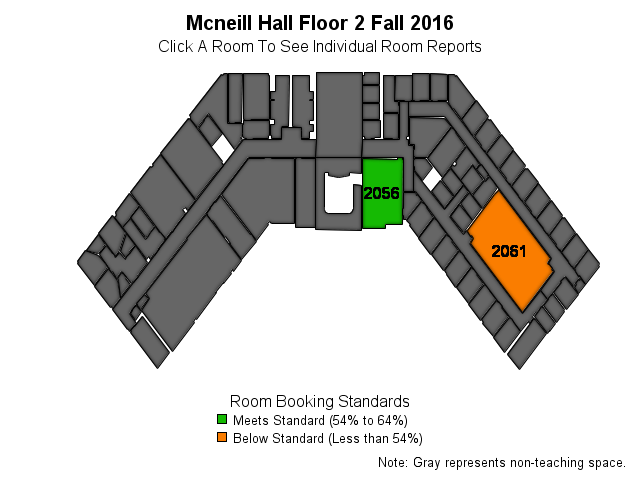 Mcneill Hall Floor 2 Fall 2016
Click A Room To See Individual Room Reports
2056
2061
Room Booking Standards
Meets Standard (54% to 64%)
Below Standard (Less than 54%)
Note: Gray represents non-teaching space.